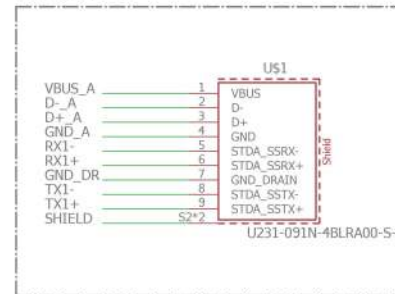 U$1
VBUS_A 1 VBUS
D-_A 2 D-
D+_A 3 D+
GND_A 4 GND
RX1- 5 STDA_SSRX-
RX1+ 6 STDA_SSRX+
GND_DR 7 GND_DRAIN
TX1- 8 STDA_SSTX-
TX1+ 9 STDA_SSTX+
SHIELD S2*2
Shield
U231-091N-4BLRA00-S-